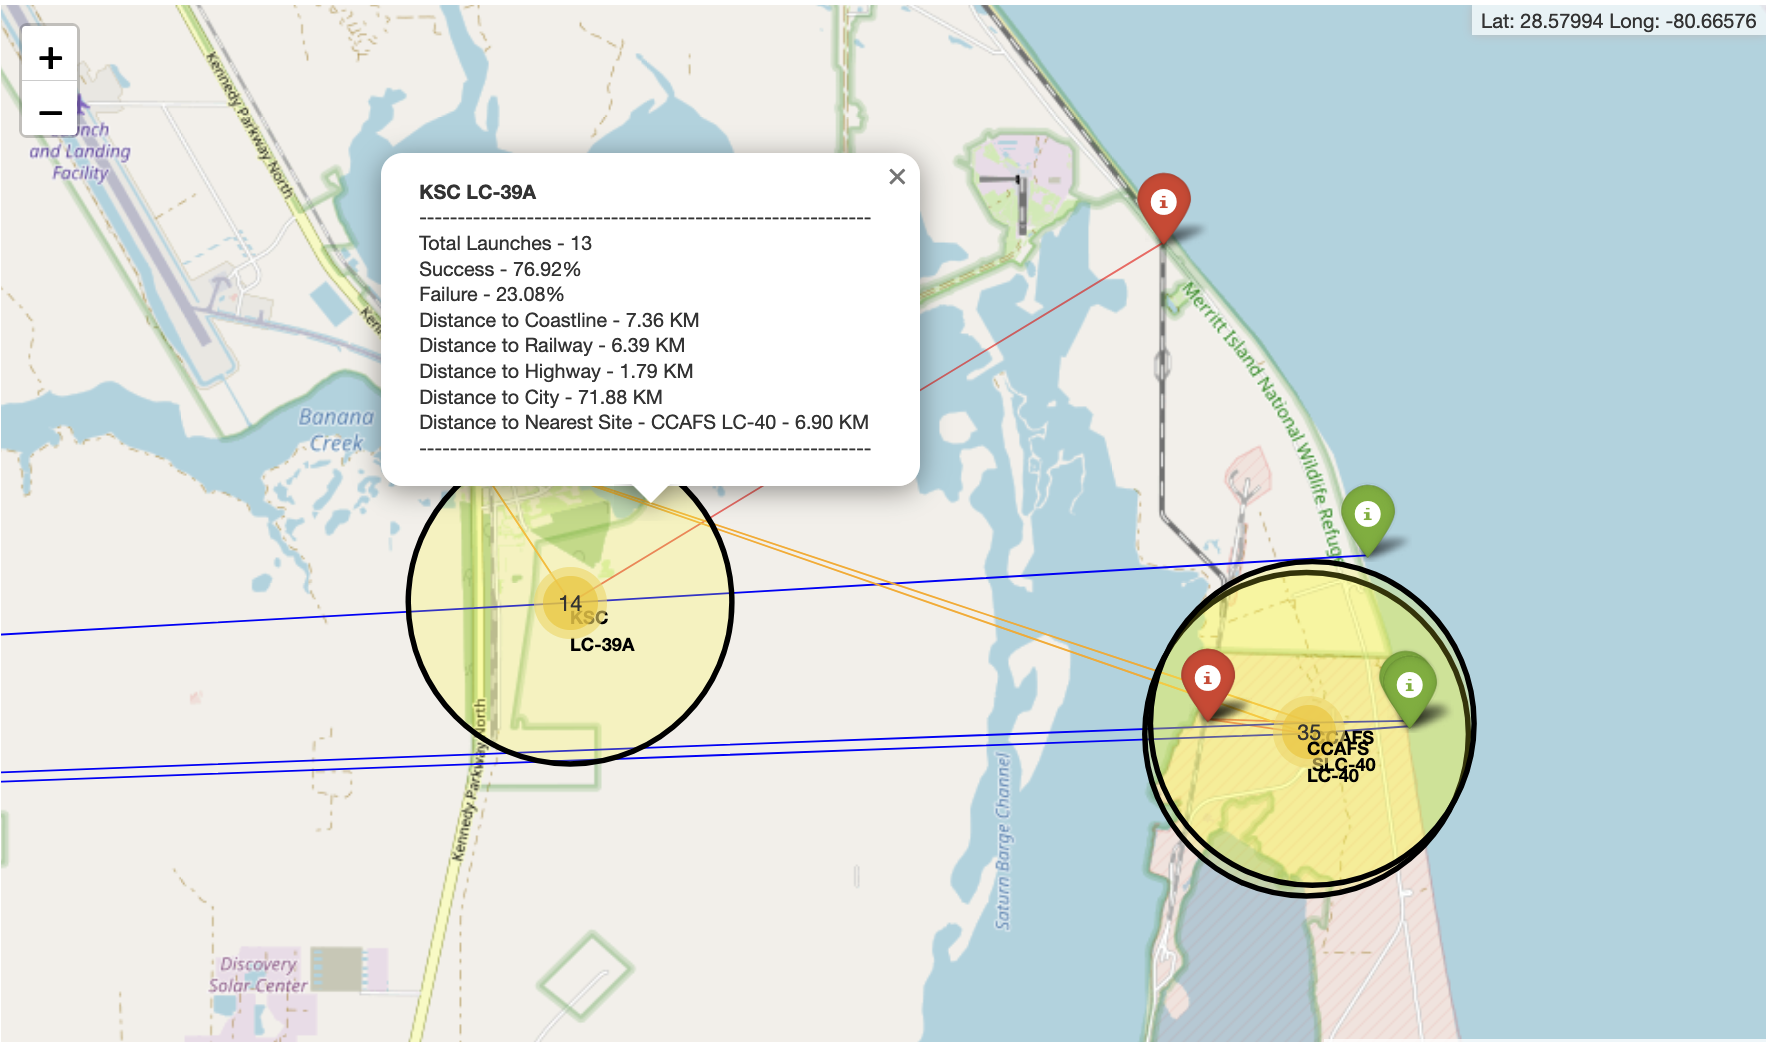 +
−
Lat: 28.57994 Long: -80.66576
Kennedy Parkway North
and Landing
Facility
KSC LC-39A
-----------------------------------------------------------
Total Launches - 13
Success - 76.92%
Failure - 23.08%
Distance to Coastline - 7.36 KM
Distance to Railway - 6.39 KM
Distance to Highway - 1.79 KM
Distance to City - 71.88 KM
Distance to Nearest Site - CCAFS LC-40 - 6.90 KM
-----------------------------------------------------------
×
i
Merritt Island National Wildlife Refug
Banana
Creek
i
14
KSC
LC-39A
i
i
35
CCAFS
CCAFS
SLC-40
LC-40
Kennedy Parkway North
Saturn Barge Channel
Discovery
Solar Center